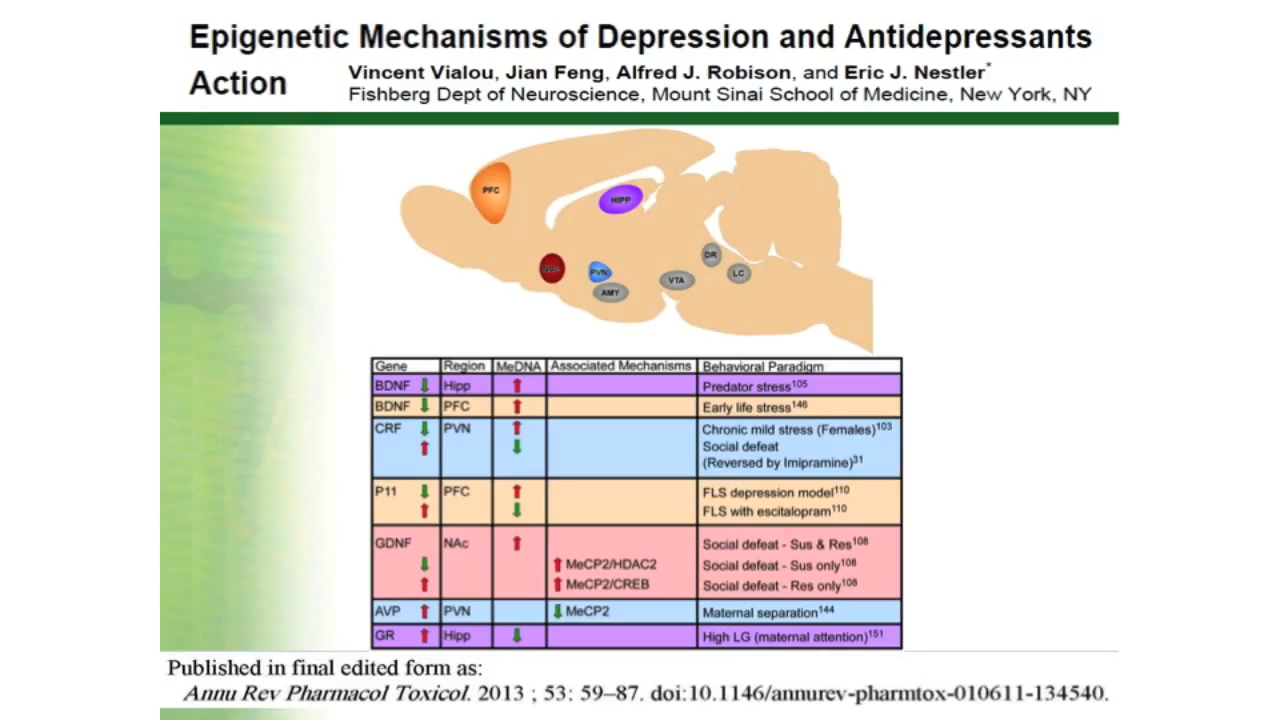 Epigenetic Mechanisms of Depression and Antidepressants
Action
Vincent Vialou, Jian Feng, Alfred J. Robison, and Eric J. Nestler*
Fishberg Dept of Neuroscience, Mount Sinai School of Medicine, New York, NY
PFC
HIPP
DR
PVN
LC
VTA
AMY
Gene Region MeDNA Associated Mechanisms Behavioral Paradigm
BDNF ⬇ Hipp ⬆ Predator stress105
BDNF ⬇ PFC ⬆ Early life stress146
CRF ⬇ PVN ⬆ Chronic mild stress (Females)103
⬆ ⬇ Social defeat
(Reversed by Imipramine)31
P11 ⬇ PFC ⬆ FLS depression model110
⬆ ⬇ FLS with escitalopram110
GDNF NAc ⬆ Social defeat - Sus & Res108
⬇ ⬆ MeCP2/HDAC2 Social defeat - Sus only108
⬆ ⬆ MeCP2/CREB Social defeat - Res only108
AVP ⬆ PVN ⬇ MeCP2 Maternal separation144
GR ⬆ Hipp ⬇ High LG (maternal attention)151
Published in final edited form as:
Annu Rev Pharmacol Toxicol. 2013 ; 53: 59–87. doi:10.1146/annurev-pharmtox-010611-134540.